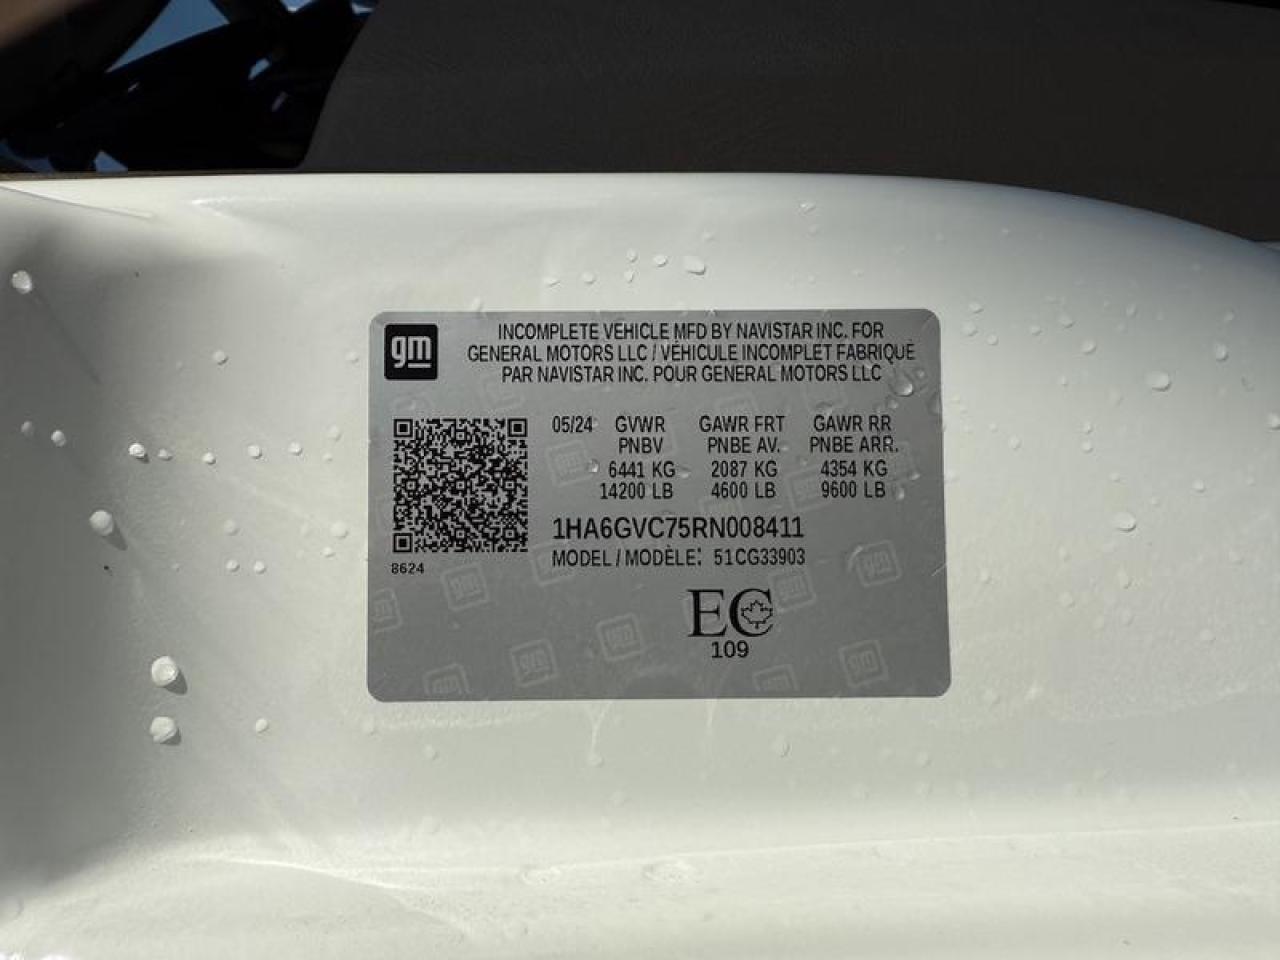 gm
INCOMPLETE VEHICLE MFD BY NAVISTAR INC. FOR
GENERAL MOTORS LLC / VÉHICULE INCOMPLET FABRIQUÉ
PAR NAVISTAR INC. POUR GENERAL MOTORS LLC
05/24 GVWR GAWR FRT GAWR RR
PNBV PNBE AV. PNBE ARR.
6441 KG 2087 KG 4354 KG
14200 LB 4600 LB 9600 LB
1HA6GVC75RN008411
MODEL / MODÈLE: 51CG33903
8624
EC
109